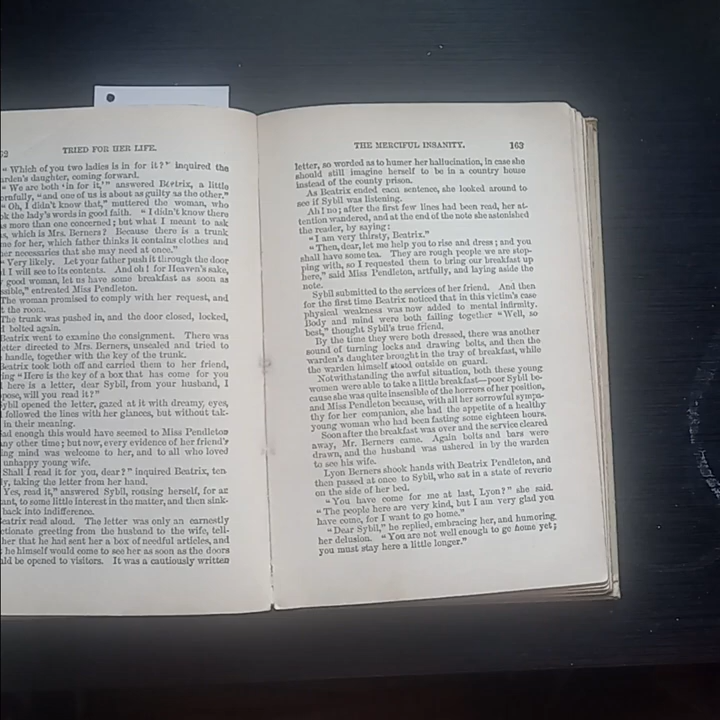 62 TRIED FOR HER LIFE.
"Which of you two ladies is in for it?" inquired the
daughter, coming forward.
"We are both 'in for it,'" answered Beatrix, a little
"and one of us is about as guilty as the other."
"Oh, I didn't know that," muttered the woman, who
the lady's words in good faith. "I didn't know there
more than one concerned; but what I meant to ask
which is Mrs. Berners? Because there is a trunk
for her, which father thinks it contains clothes and
necessaries that she may need at once."
"Very likely. Let your father push it through the door
I will see to its contents. And oh! for Heaven's sake,
good woman, let us have some breakfast as soon as
entreated Miss Pendleton.
The woman promised to comply with her request, and
the room.
The trunk was pushed in, and the door closed, locked,
bolted again.
Beatrix went to examine the consignment. There was
letter directed to Mrs. Berners, unsealed and tried to
handle, together with the key of the trunk.
Beatrix took both off and carried them to her friend,
"Here is the key of a box that has come for you
here is a letter, dear Sybil, from your husband, I
will you read it?"
Sybil opened the letter, gazed at it with dreamy, eyes,
followed the lines with her glances, but without tak-
in their meaning.
enough this would have seemed to Miss Pendleton
any other time; but now, every evidence of her friend's
mind was welcome to her, and to all who loved
unhappy young wife.
"Shall I read it for you, dear?" inquired Beatrix, ten
taking the letter from her hand.
"Yes, read it," answered Sybil, rousing herself, for an
to some little interest in the matter, and then sink-
back into indifference.
Beatrix read aloud. The letter was only an earnestly
greeting from the husband to the wife, tell-
her that he had sent her a box of needful articles, and
he himself would come to see her as soon as the doors
be opened to visitors. It was a cautiously written
THE MERCIFUL INSANITY. 163
letter, so worded as to humor her hallucination, in case she
should still imagine herself to be in a country house
instead of the county prison.
As Beatrix ended each sentence, she looked around to
see if Sybil was listening.
Ah! no; after the first few lines had been read, her at-
tention wandered, and at the end of the note she astonished
the reader, by saying:
"I am very thirsty, Beatrix."
"Then, dear, let me help you to rise and dress; and you
shall have some tea. They are rough people we are stop-
ping with, so I requested them to bring our breakfast up
here," said Miss Pendleton, artfully, and laying aside the
note.
Sybil submitted to the services of her friend. And then
for the first time Beatrix noticed that in this victim's case
physical weakness was now added to mental infirmity.
Body and mind were both falling together "Well, so
best," thought Sybil's true friend.
By the time they were both dressed, there was another
sound of turning locks and drawing bolts, and then the
warden's daughter brought in the tray of breakfast, while
the warden himself stood outside on guard.
Notwithstanding the awful situation, both these young
women were able to take a little breakfast—poor Sybil be-
cause she was quite insensible of the horrors of her position,
and Miss Pendleton because, with all her sorrowful sympa-
thy for her companion, she had the appetite of a healthy
young woman who had been fasting some eighteen hours.
Soon after the breakfast was over and the service cleared
away, Mr. Berners came. Again bolts and bars were
drawn, and the husband was ushered in by the warden
to see his wife.
Lyon Berners shook hands with Beatrix Pendleton, and
then passed at once to Sybil, who sat in a state of reverie
on the side of her bed.
"You have come for me at last, Lyon?" she said.
"The people here are very kind, but I am very glad you
have come, for I want to go home."
"Dear Sybil," he replied, embracing her, and humoring
her delusion. "You are not well enough to go home yet;
you must stay here a little longer."